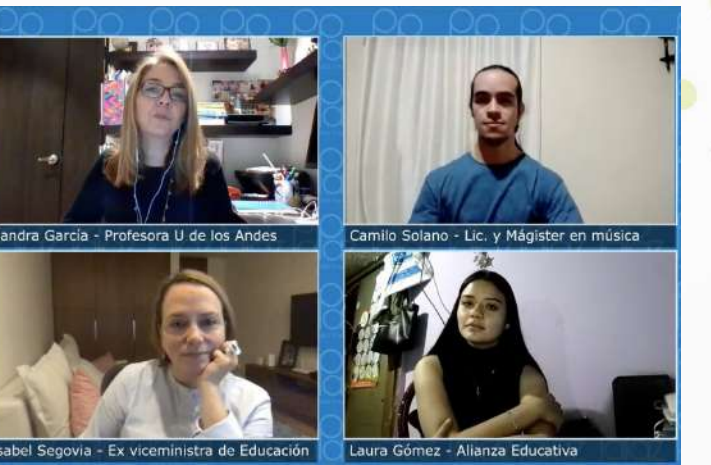 andra García - Profesora U de los Andes
Camilo Solano - Lic. y Mágister en música
sabel Segovia - Ex viceministra de Educación
Laura Gómez - Alianza Educativa